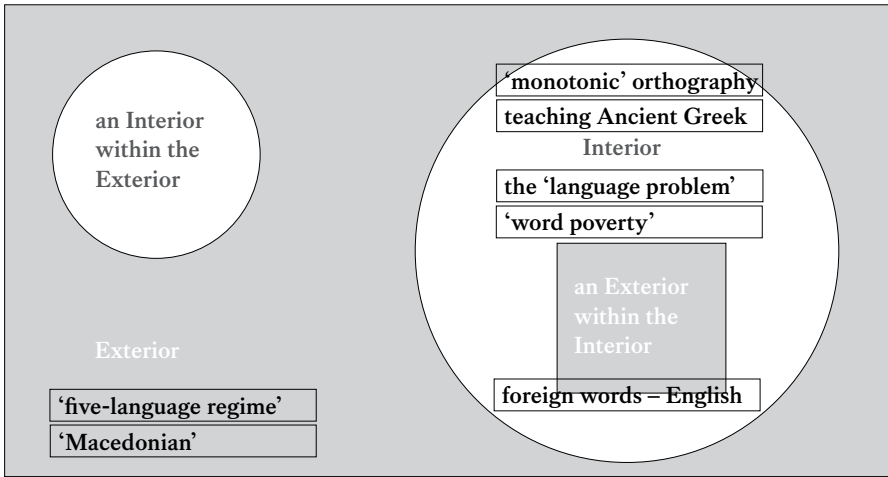 an Interior
within the
Exterior
Exterior
‘five-language regime’
‘Macedonian’
‘monotonic’ orthography
teaching Ancient Greek
Interior
the ‘language problem’
‘word poverty’
an Exterior
within the
Interior
foreign words – English